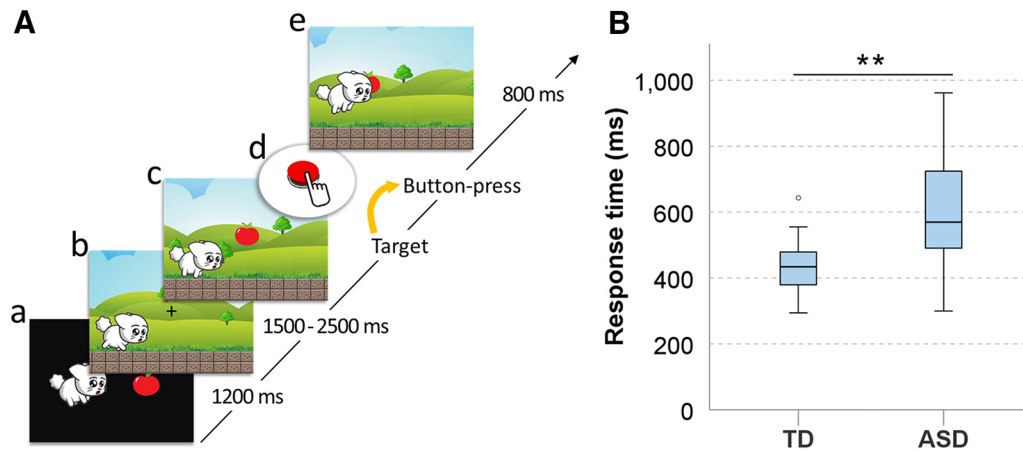 A
e
800 ms
d
Button-press
c
Target
b
+
1500-2500 ms
a
1200 ms
B
**
Response time (ms)
1,000
800
600
400
200
0
TD
ASD